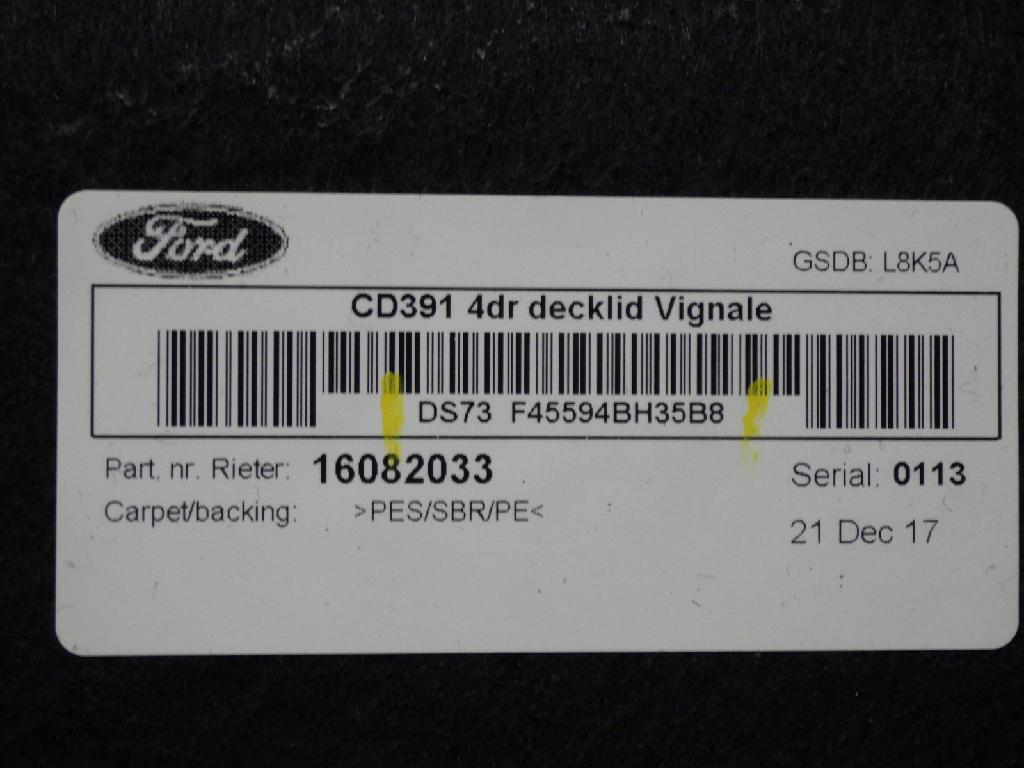 Ford
GSDB: L8K5A
CD391 4dr decklid Vignale
DS73 F45594BH35B8
Part. nr. Rieter: 16082033
Serial: 0113
Carpet/backing: >PES/SBR/PE<
21 Dec 17